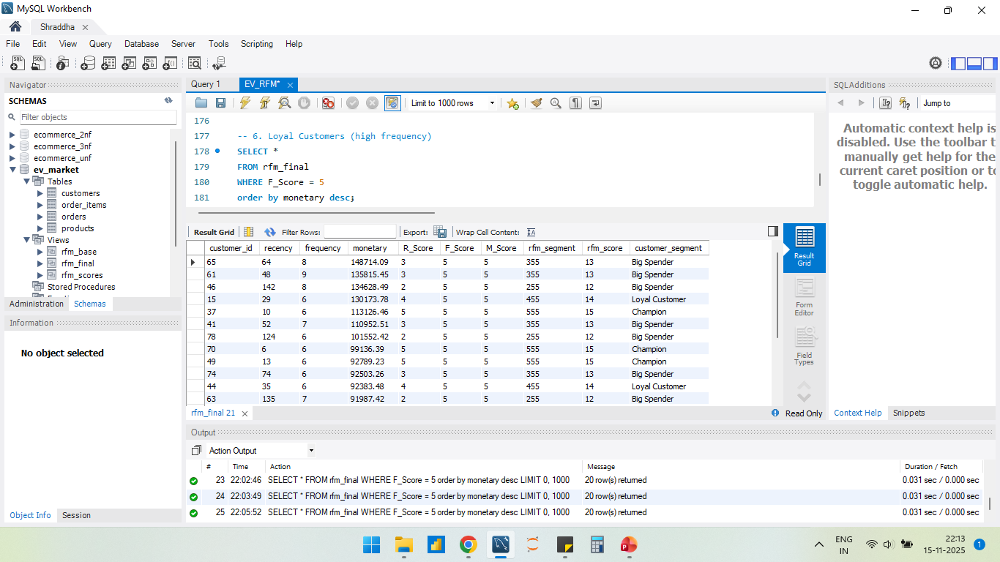 MySQL Workbench
Shraddha
File Edit View Query Database Server Tools Scripting Help
Navigator
SCHEMAS
Filter objects
ecommerce_2nf
ecommerce_3nf
ecommerce_unf
ev_market
Tables
customers
order_items
orders
products
Views
rfm_base
rfm_final
rfm_scores
Stored Procedures
Administration Schemas
Information
No object selected
Object Info Session
Query 1 EV_RFM*
Limit to 1000 rows
176
177 -- 6. Loyal Customers (high frequency)
178 SELECT *
179 FROM rfm_final
180 WHERE F_Score = 5
181 order by monetary desc;
Result Grid Filter Rows: Export: Wrap Cell Content:
customer_id recency frequency monetary R_Score F_Score M_Score rfm_segment rfm_score customer_segment
65 64 8 148714.09 3 5 5 355 13 Big Spender
61 48 9 135815.45 3 5 5 355 13 Big Spender
46 142 8 134628.49 2 5 5 255 12 Big Spender
15 29 6 130173.78 4 5 5 455 14 Loyal Customer
37 10 6 113126.46 5 5 5 555 15 Champion
41 52 7 110952.51 3 5 5 355 13 Big Spender
78 124 6 101552.42 2 5 5 255 12 Big Spender
70 6 6 99136.39 5 5 5 555 15 Champion
49 13 6 92789.23 5 5 5 555 15 Champion
74 74 6 92503.26 3 5 5 355 13 Big Spender
44 35 6 92383.48 4 5 5 455 14 Loyal Customer
63 135 7 91987.42 2 5 5 255 12 Big Spender
Result
Grid
Form
Editor
Field
Types
rfm_final 21
Read Only
SQLAdditions
Jump to
Automatic context help is
disabled. Use the toolbar t
manually get help for the
current caret position or to
toggle automatic help.
Context Help Snippets
Output
Action Output
# Time Action Message Duration / Fetch
23 22:02:46 SELECT * FROM rfm_final WHERE F_Score = 5 order by monetary desc LIMIT 0, 1000 20 row(s) returned 0.031 sec / 0.000 sec
24 22:03:49 SELECT * FROM rfm_final WHERE F_Score = 5 order by monetary desc LIMIT 0, 1000 20 row(s) returned 0.031 sec / 0.000 sec
25 22:05:52 SELECT * FROM rfm_final WHERE F_Score = 5 order by monetary desc LIMIT 0, 1000 20 row(s) returned 0.031 sec / 0.000 sec
ENG
IN
22:13
15-11-2025
1